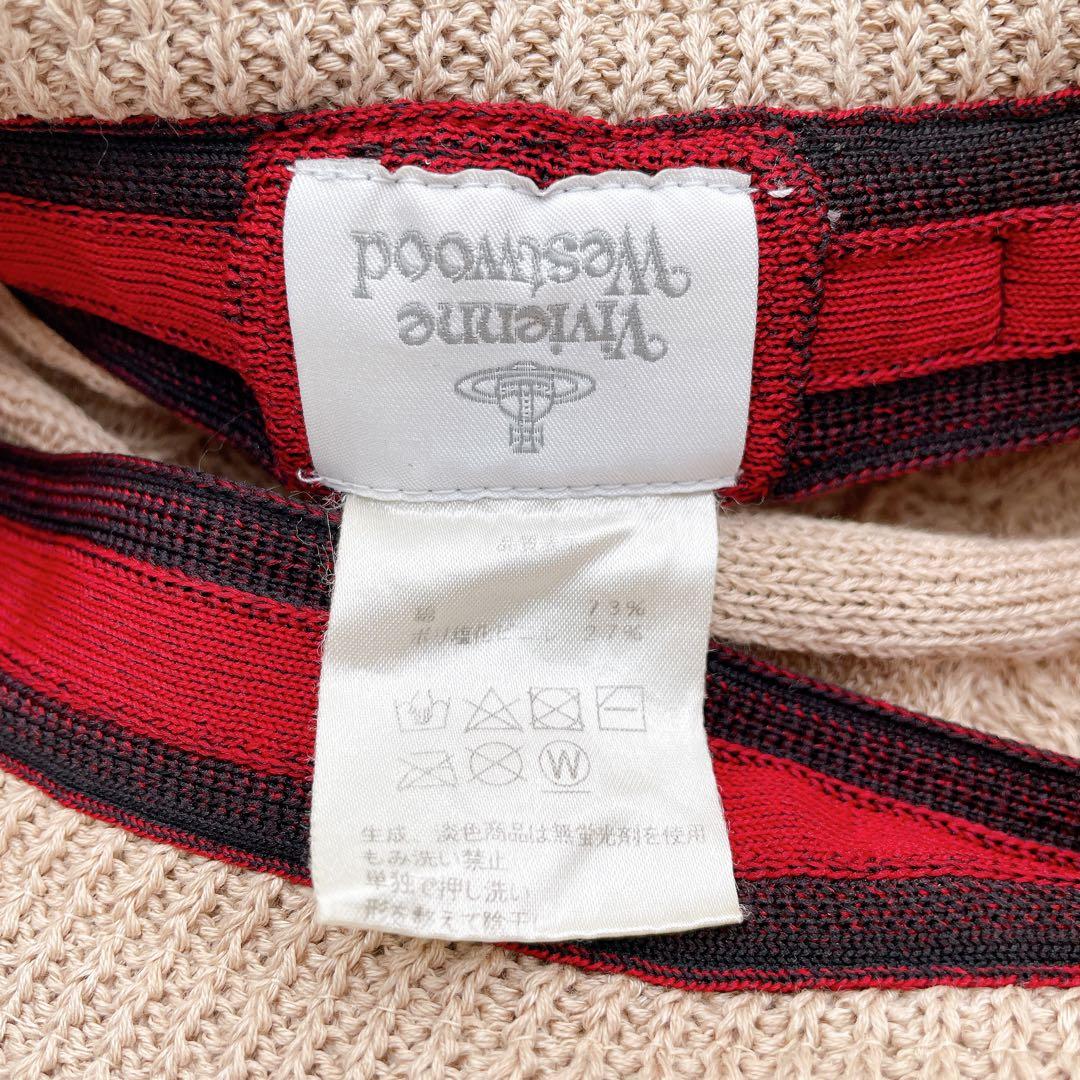 Vivienne
Westwood
品質
綿 73%
ポリ塩化ビニル 27%
W
生成、淡色商品は無蛍光剤を使用
もみ洗い禁止
単独で押し洗い
形を整えて陰干し